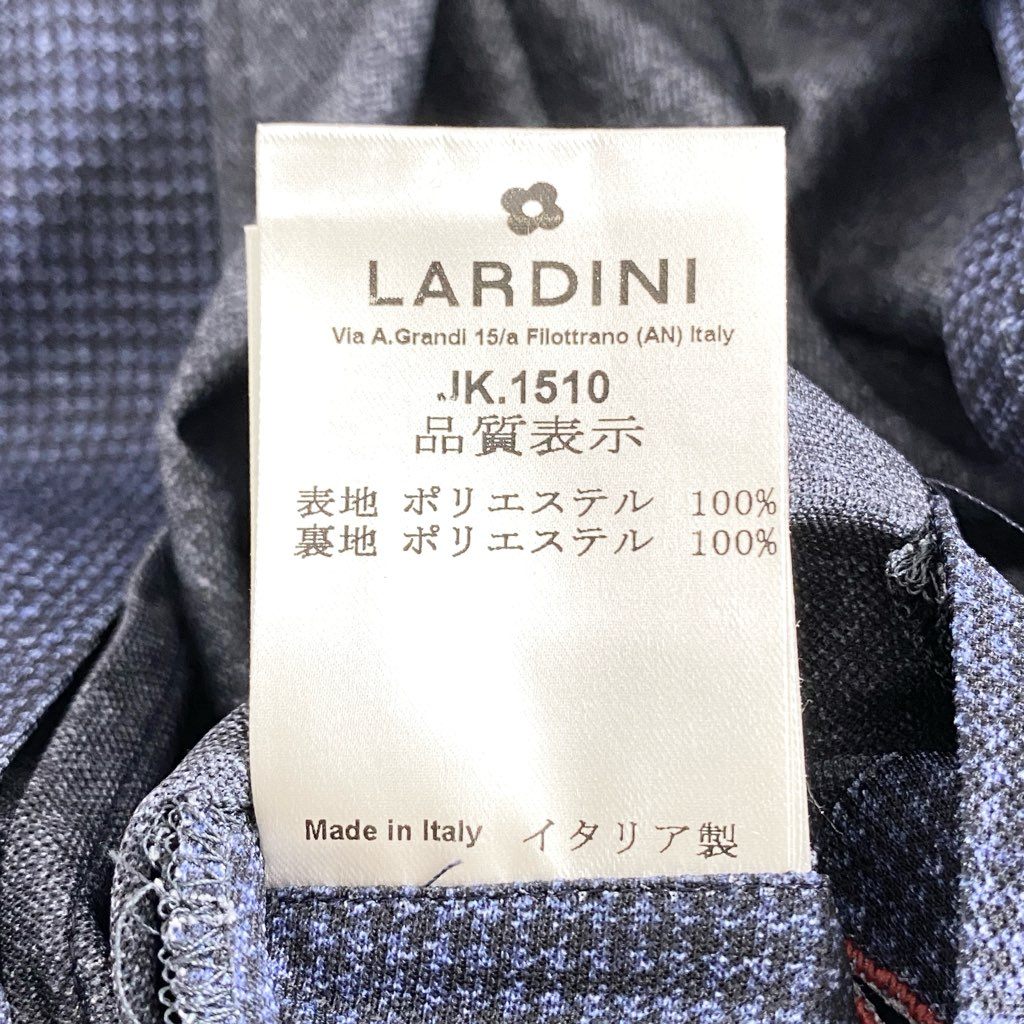 LARDINI
Via A.Grandi 15/a Filottrano (AN) Italy
JK.1510
品質表示
表地 ポリエステル 100%
裏地 ポリエステル 100%
Made in Italy イタリア製